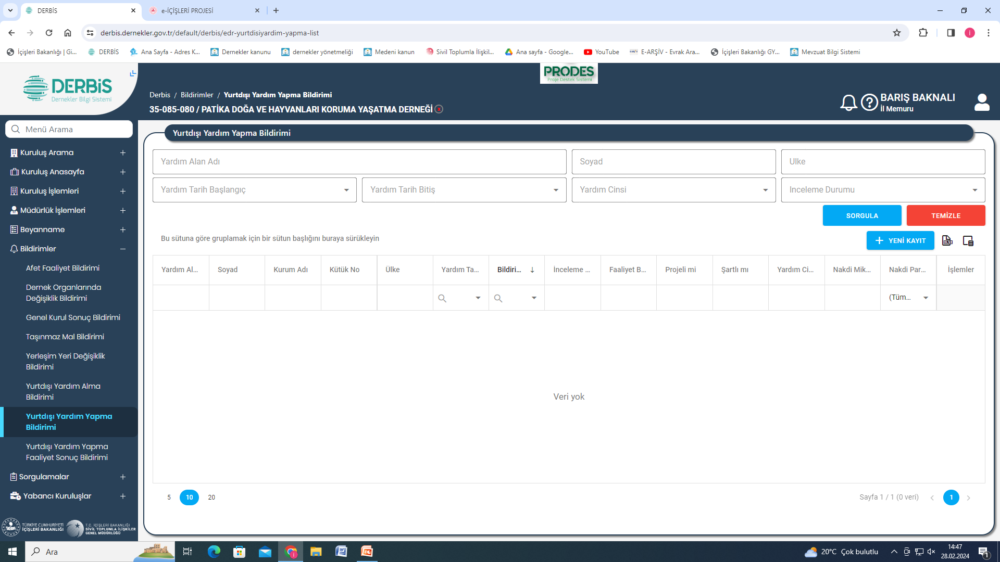 DERBİS
e-İÇİŞLERİ PROJESİ
derbis.dernekler.gov.tr/default/derbis/edr-yurtdisiyardim-yapma-list
İçişleri Bakanlığı | Gi...
DERBİS
Ana Sayfa - Adres K...
Dernekler kanunu
dernekler yönetmeliği
Medeni kanun
Sivil Toplumla İlişkil...
Ana sayfa - Google...
YouTube
E-ARŞİV - Evrak Ara...
İçişleri Bakanlığı GY...
Mevzuat Bilgi Sistemi
DERBİS
Dernekler Bilgi Sistemi
PRODES
Proje Destek Sistemi
Derbis / Bildirimler / Yurtdışı Yardım Yapma Bildirimi
35-085-080 / PATİKA DOĞA VE HAYVANLARI KORUMA YAŞATMA DERNEĞİ
BARIŞ BAKNALI
İl Memuru
Menü Arama
Kuruluş Arama
Kuruluş Anasayfa
Kuruluş İşlemleri
Müdürlük İşlemleri
Beyanname
Bildirimler
Afet Faaliyet Bildirimi
Dernek Organlarında
Değişiklik Bildirimi
Genel Kurul Sonuç Bildirimi
Taşınmaz Mal Bildirimi
Yerleşim Yeri Değişiklik
Bildirimi
Yurtdışı Yardım Alma
Bildirimi
Yurtdışı Yardım Yapma
Bildirimi
Yurtdışı Yardım Yapma
Faaliyet Sonuç Bildirimi
Sorgulamalar
Yabancı Kuruluşlar
TÜRKİYE CUMHURİYETİ
İÇİŞLERİ BAKANLIĞI
T.C. İÇİŞLERİ BAKANLIĞI
SİVİL TOPLUMLA İLİŞKİLER
GENEL MÜDÜRLÜĞÜ
Yurtdışı Yardım Yapma Bildirimi
Yardım Alan Adı
Soyad
Ulke
Yardım Tarih Başlangıç
Yardım Tarih Bitiş
Yardım Cinsi
Inceleme Durumu
SORGULA
TEMİZLE
Bu sütuna göre gruplamak için bir sütun başlığını buraya sürükleyin
YENİ KAYIT
XLSX
Yardım Al... Soyad Kurum Adı Kütük No Ülke Yardım Ta... Bildiri... İnceleme ... Faaliyet B... Projeli mi Şartlı mı Yardım Ci... Nakdi Mik... Nakdi Par... İşlemler
(Tüm...
Veri yok
5 10 20
Sayfa 1 / 1 (0 veri) 1
Ara
20°C Çok bulutlu
14:47
28.02.2024
1